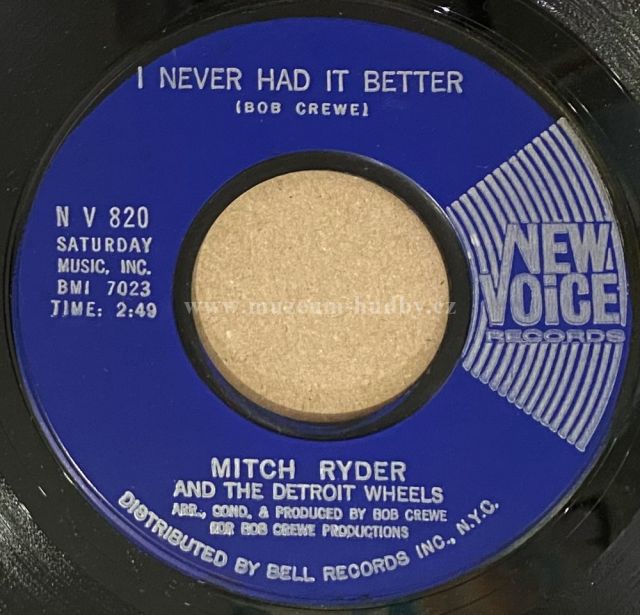 I NEVER HAD IT BETTER
(BOB CREWE)
N V 820
SATURDAY
MUSIC, INC.
BMI 7023
TIME: 2:49
NEW
VOiCE
RECORDS
www.muzeum-hudby.cz
MITCH RYDER
AND THE DETROIT WHEELS
ARR., COND. & PRODUCED BY BOB CREWE
FOR BOB CREWE PRODUCTIONS
DISTRIBUTED BY BELL RECORDS INC., N.Y.C.